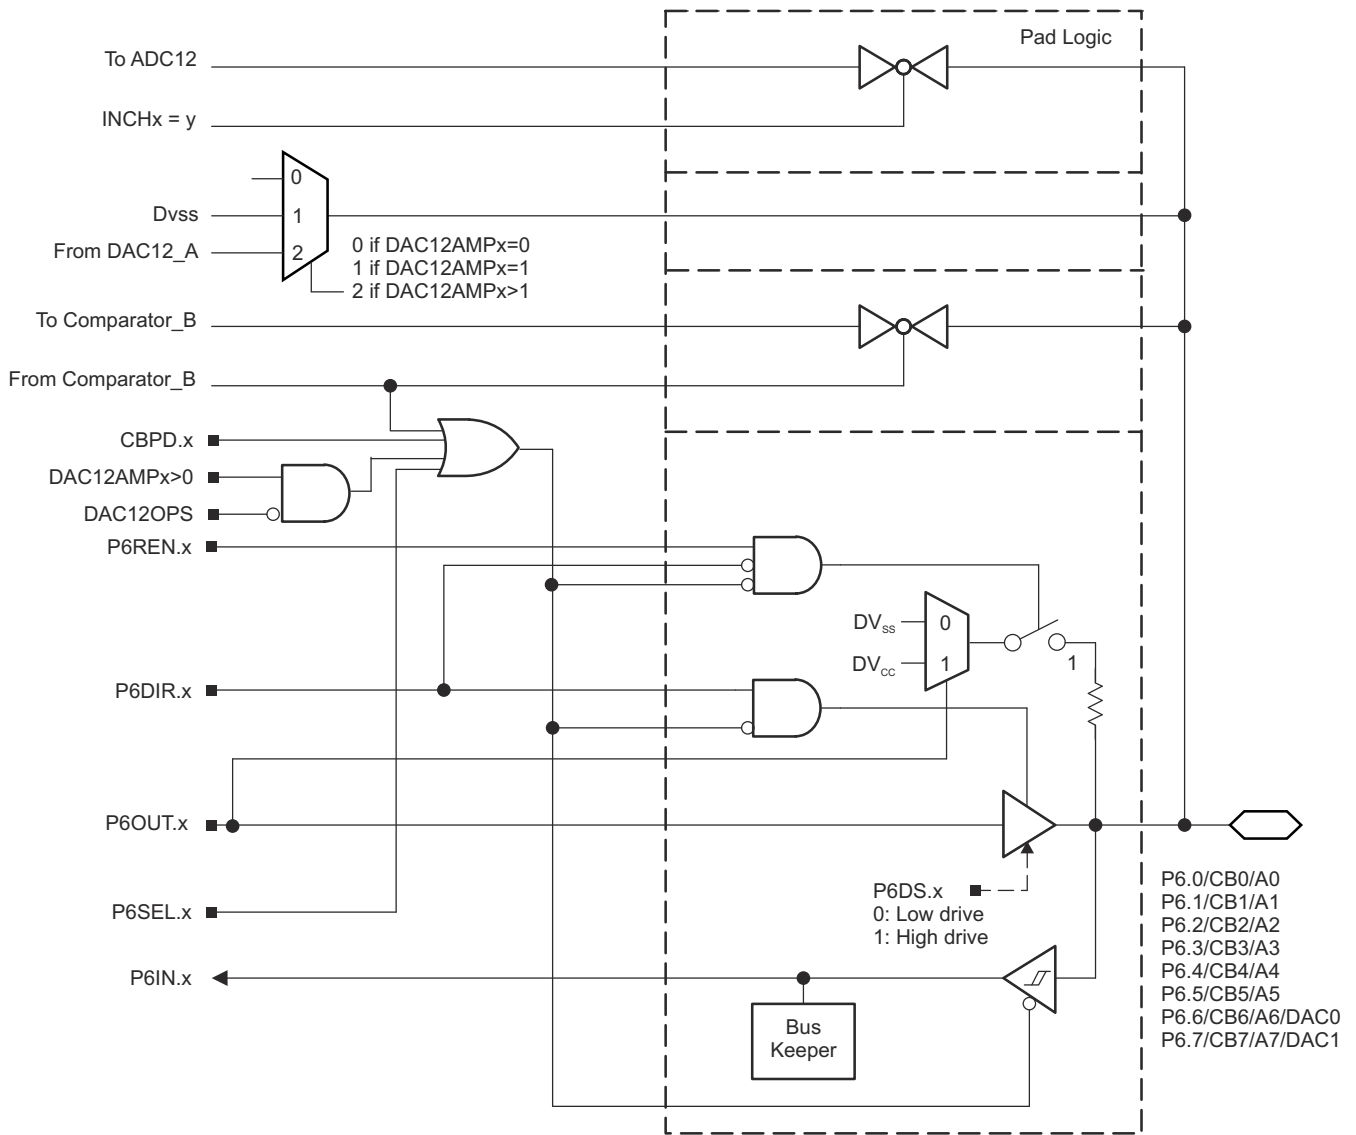 Pad Logic
To ADC12
INCHx = y
0
Dvss
1
From DAC12_A
2
0 if DAC12AMPx=0
1 if DAC12AMPx=1
2 if DAC12AMPx>1
To Comparator_B
From Comparator_B
CBPD.x
DAC12AMPx>0
DAC12OPS
P6REN.x
DVSS
0
DVCC
1
1
P6DIR.x
P6OUT.x
P6DS.x
0: Low drive
1: High drive
P6SEL.x
P6IN.x
Bus
Keeper
P6.0/CB0/A0
P6.1/CB1/A1
P6.2/CB2/A2
P6.3/CB3/A3
P6.4/CB4/A4
P6.5/CB5/A5
P6.6/CB6/A6/DAC0
P6.7/CB7/A7/DAC1